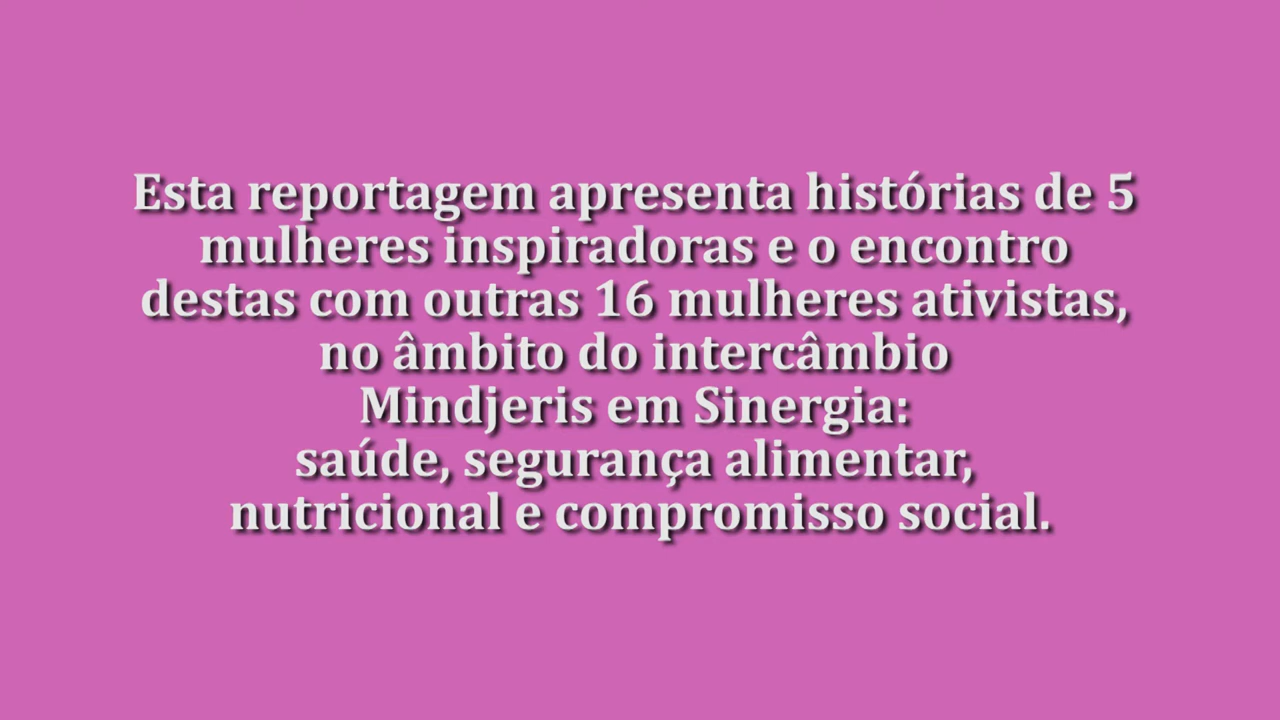 Esta reportagem apresenta histórias de 5
mulheres inspiradoras e o encontro
destas com outras 16 mulheres ativistas,
no âmbito do intercâmbio
Mindjeris em Sinergia:
saúde, segurança alimentar,
nutricional e compromisso social.